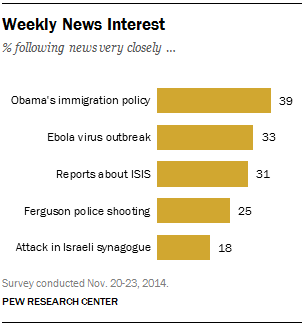 Weekly News Interest
% following news very closely ...
Obama's immigration policy 39
Ebola virus outbreak 33
Reports about ISIS 31
Ferguson police shooting 25
Attack in Israeli synagogue 18
Survey conducted Nov. 20-23, 2014.
PEW RESEARCH CENTER